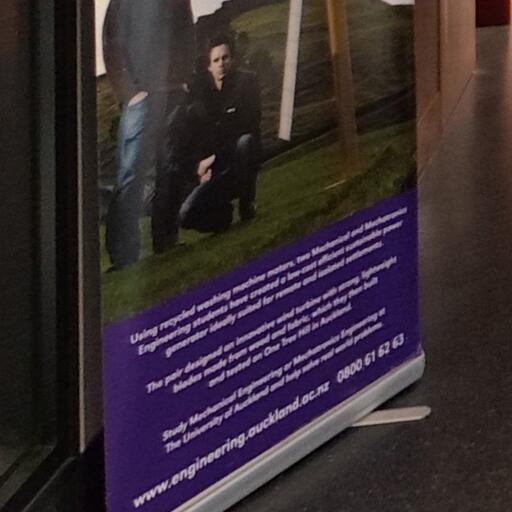 Using recycled washing machine motors, two Mechanical and Mechatronics
Engineering students have created a low-cost efficient sustainable power
generator ideally suited for remote and isolated settlements.
The pair designed an innovative wind turbine with strong, lightweight
blades made from wood and fabric, which they then built
and tested on One Tree Hill in Auckland.
Study Mechanical Engineering or Mechatronics Engineering at
The University of Auckland and help solve real world problems.
www.engineering.auckland.ac.nz 0800 61 62 63